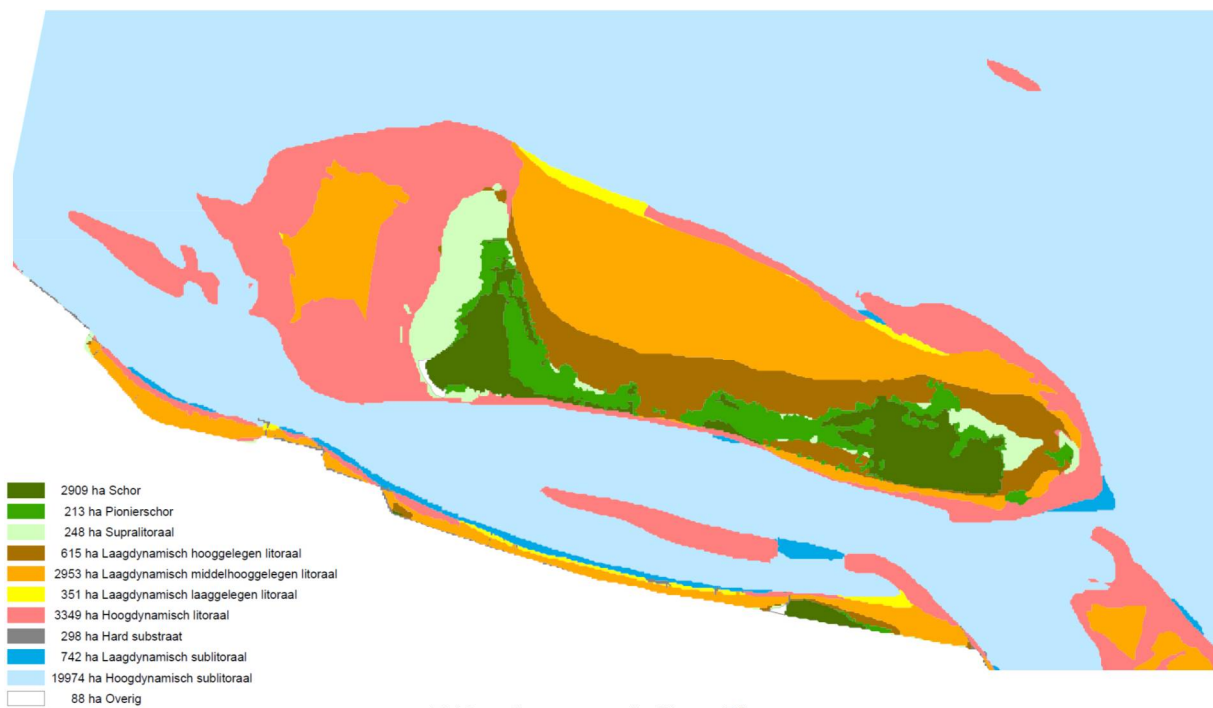 2909 ha Schor
213 ha Pionierschor
248 ha Supralitoraal
615 ha Laagdynamisch hooggelegen litoraal
2953 ha Laagdynamisch middelhooggelegen litoraal
351 ha Laagdynamisch laaggelegen litoraal
3349 ha Hoogdynamisch litoraal
298 ha Hard substraat
742 ha Laagdynamisch sublitoraal
19974 ha Hoogdynamisch sublitoraal
88 ha Overig